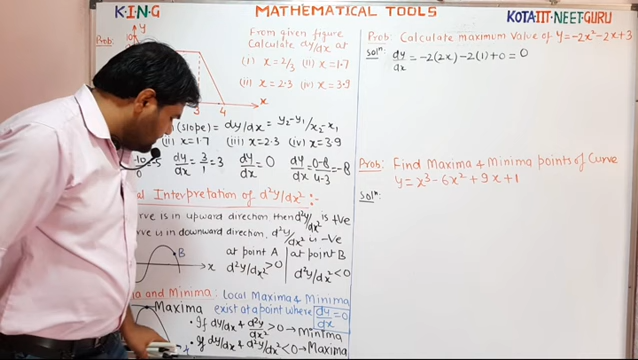 K·I·N·G
MATHEMATICAL TOOLS
KOTA IIT·NEET·GURU
Prob:
y
10
3 4 x
From given figure
Calculate dy/dx at
(i) x = 2/3 (ii) x = 1·7
(iii) x = 2·3 (iv) x = 3·9
(slope) = dy/dx = y₂-y₁/x₂-x₁
(ii) x=1·7 (iii) x=2·3 (iv) x=3·9
-10 = -5 dy/dx = 3/1 = 3 dy/dx = 0 dy/dx = 0-8/4-3 = -8
Interpretation of d²y/dx² :-
is in upward direction then d²y/dx² is +ve
is in downward direction, d²y/dx² is -ve
B
x
at point A at point B
d²y/dx² > 0 d²y/dx² < 0
and Minima: Local Maxima & Minima
Maxima exist at a point where dy/dx = 0
• If dy/dx & d²y/dx² > 0 → Minima
• If dy/dx & d²y/dx² < 0 → Maxima
Prob: Calculate maximum value of y = -2x² - 2x + 3
Solⁿ: dy/dx = -2(2x) - 2(1) + 0 = 0
Prob: Find Maxima & Minima points of Curve
y = x³ - 6x² + 9x + 1
Solⁿ: